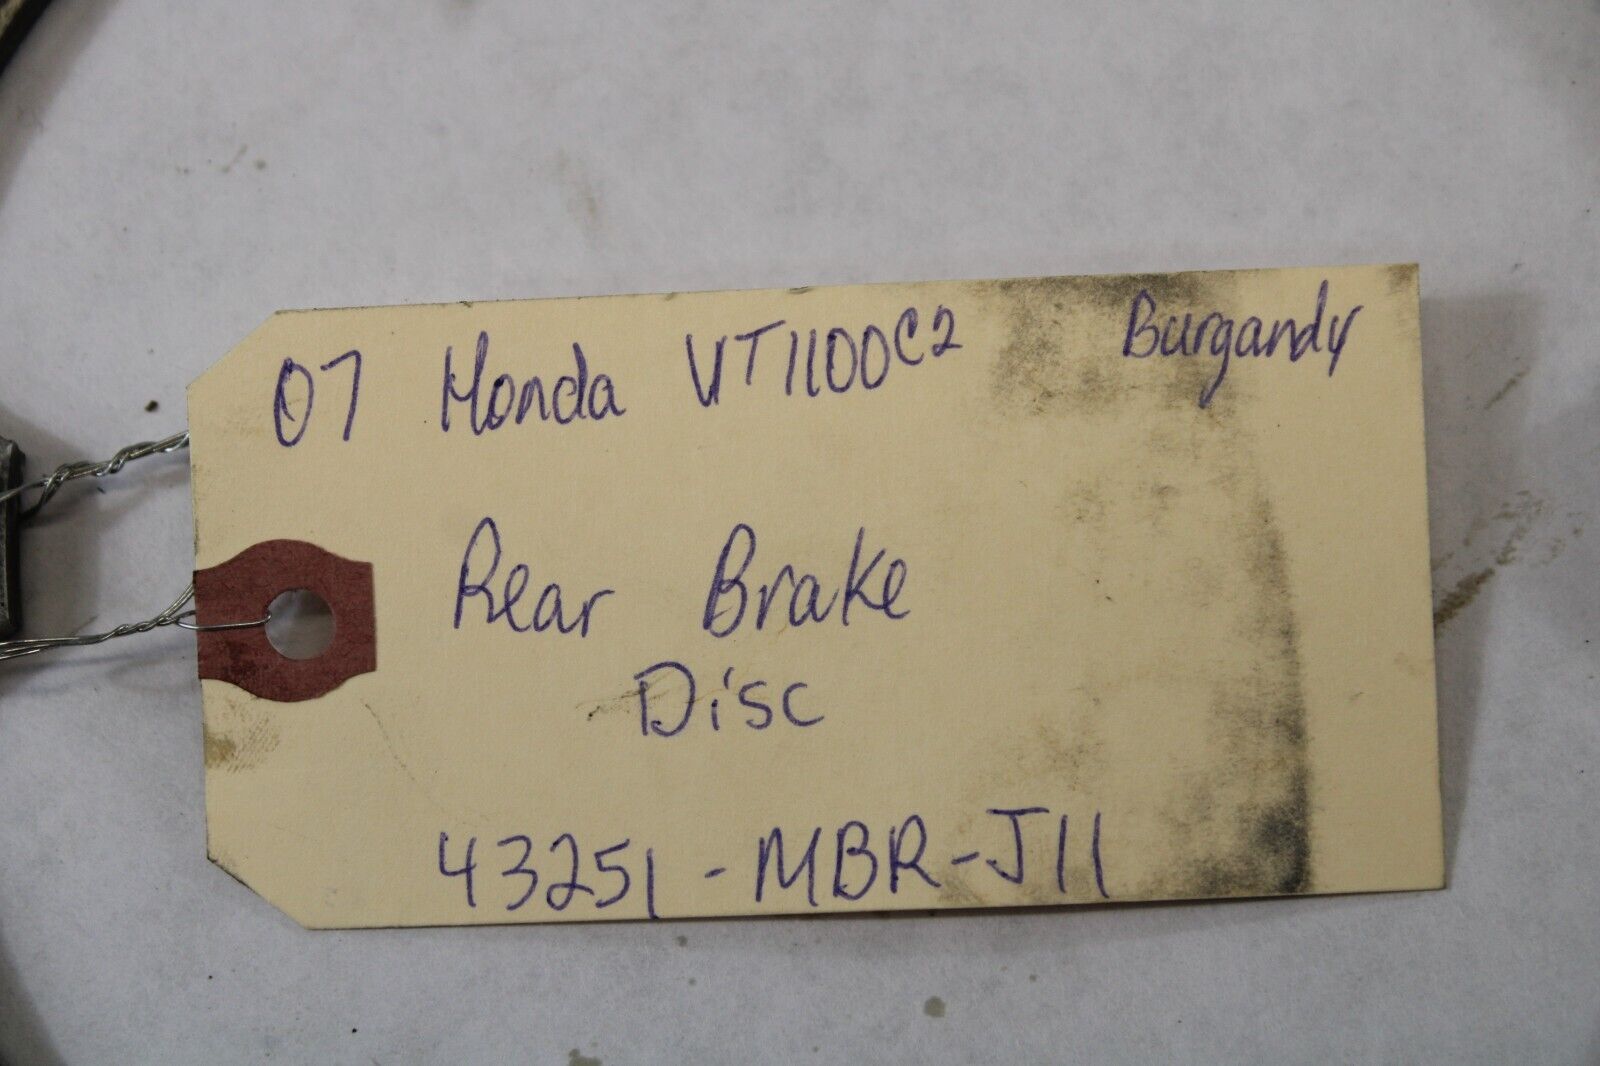 07 Honda VT1100C2 Burgandy
Rear Brake
Disc
43251-MBR-J11